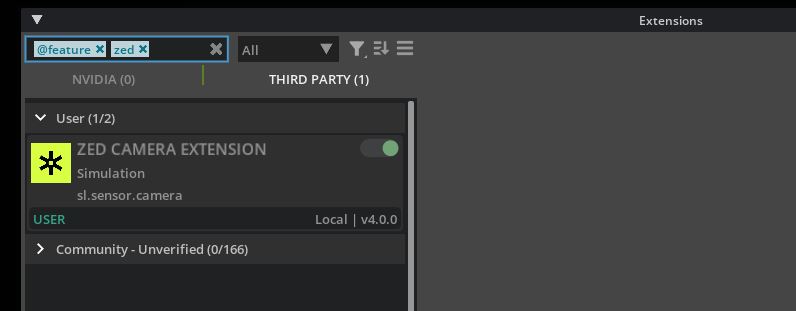 Extensions
@feature zed All
NVIDIA (0) THIRD PARTY (1)
User (1/2)
ZED CAMERA EXTENSION
Simulation
sl.sensor.camera
USER Local | v4.0.0
Community - Unverified (0/166)